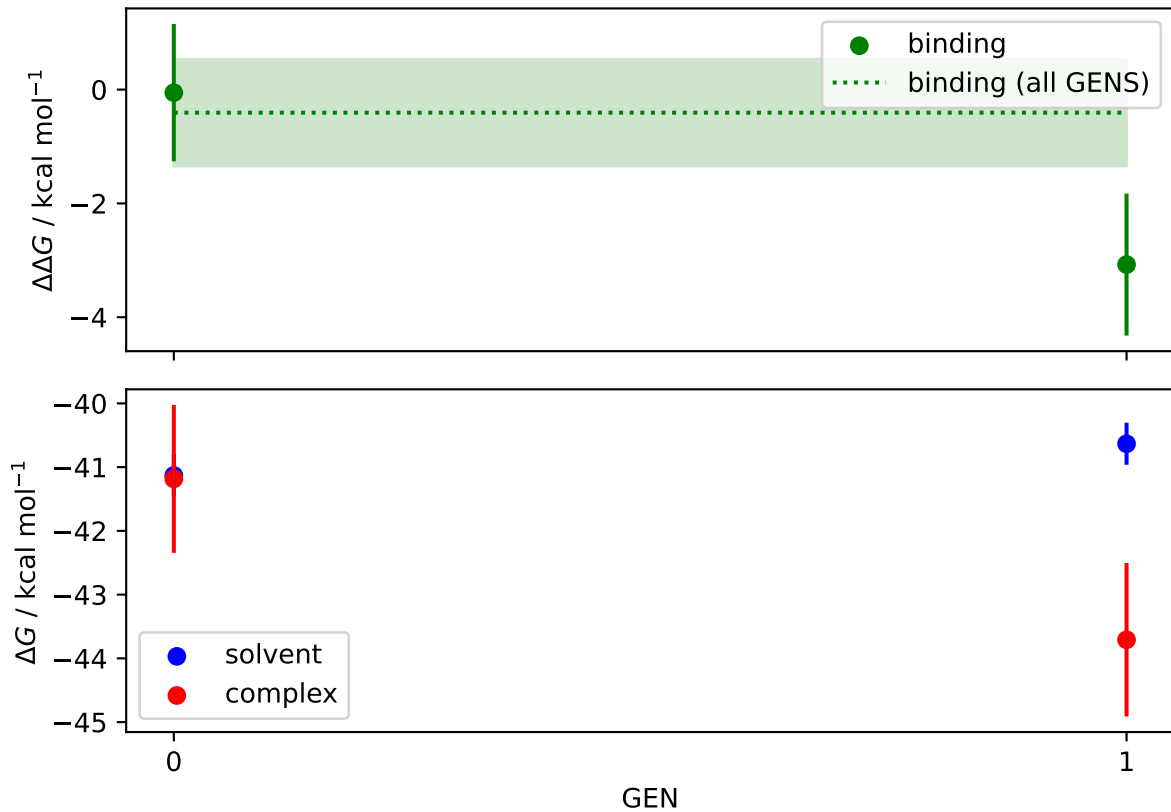 0
−2
−4
ΔΔG / kcal mol⁻¹
binding
binding (all GENS)
−40
−41
−42
−43
−44
−45
ΔG / kcal mol⁻¹
solvent
complex
0
1
GEN